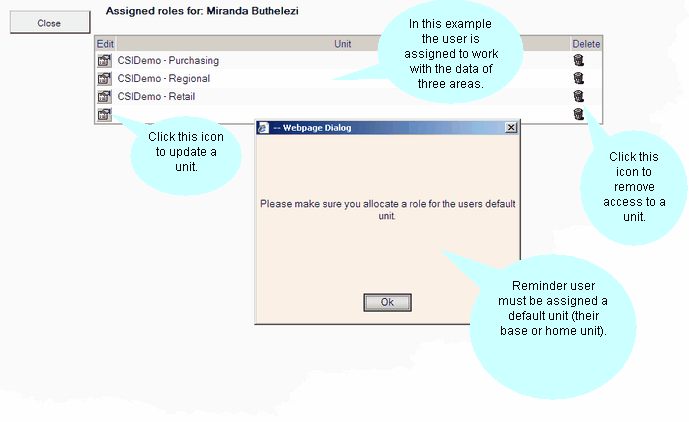 Close
Assigned roles for: Miranda Buthelezi
Edit Unit Delete
CSIDemo - Purchasing
CSIDemo - Regional
CSIDemo - Retail
In this example
the user is
assigned to work
with the data of
three areas.
Click this icon
to update a
unit.
Click this
icon to
remove
access to a
unit.
-- Webpage Dialog
Please make sure you allocate a role for the users default
unit.
Ok
Reminder user
must be assigned a
default unit (their
base or home unit).